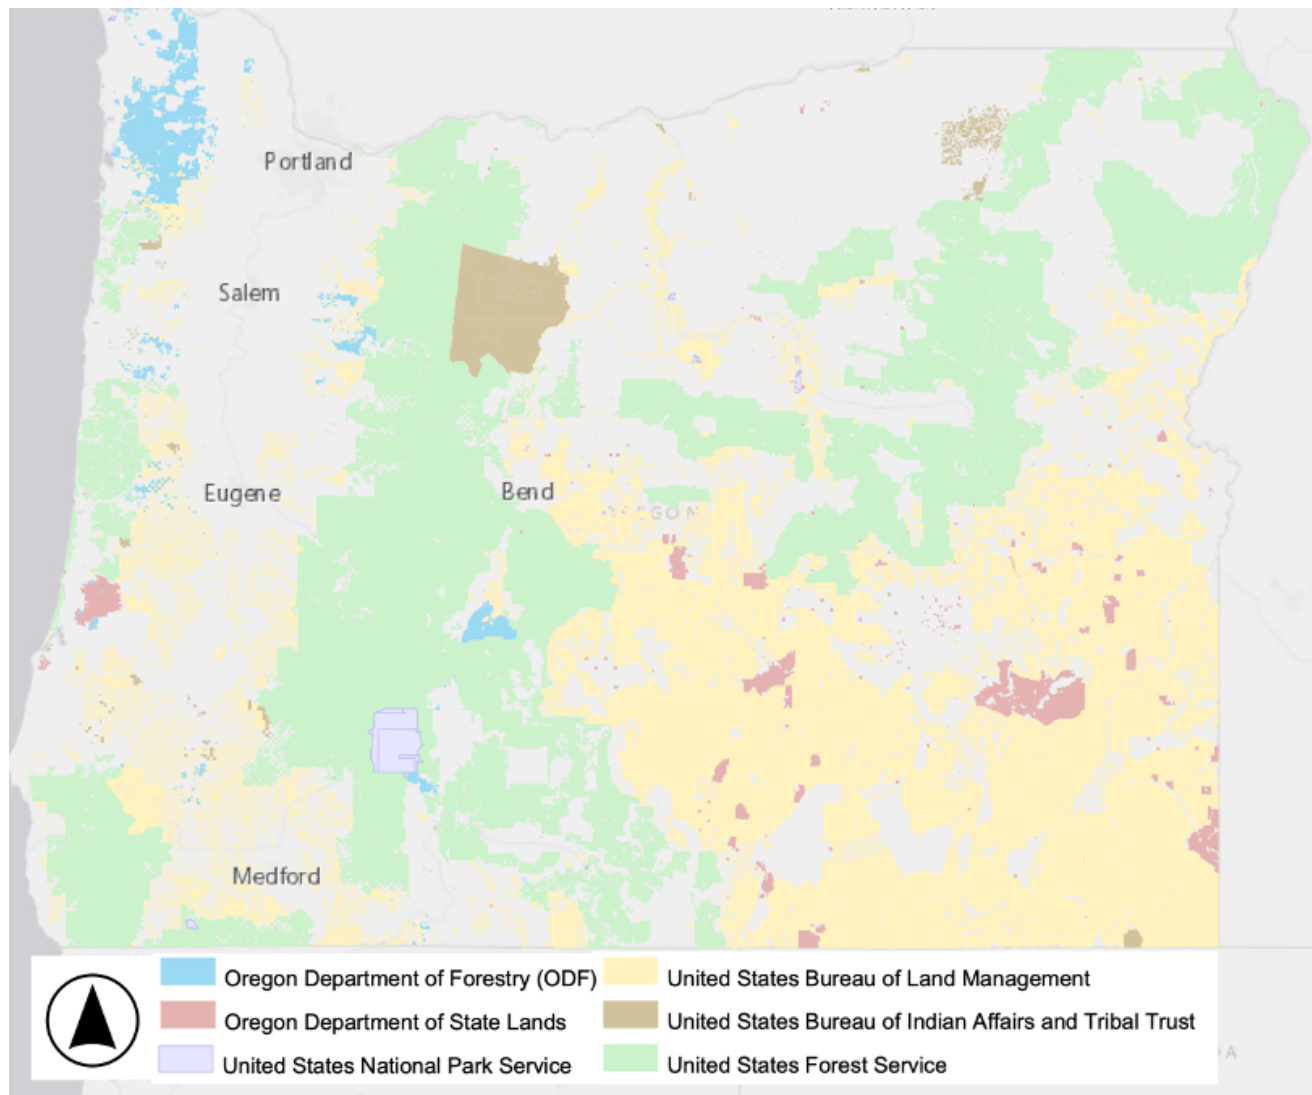 Portland
Salem
Eugene
Bend
OREGON
Medford
Oregon Department of Forestry (ODF)
United States Bureau of Land Management
Oregon Department of State Lands
United States Bureau of Indian Affairs and Tribal Trust
United States National Park Service
United States Forest Service